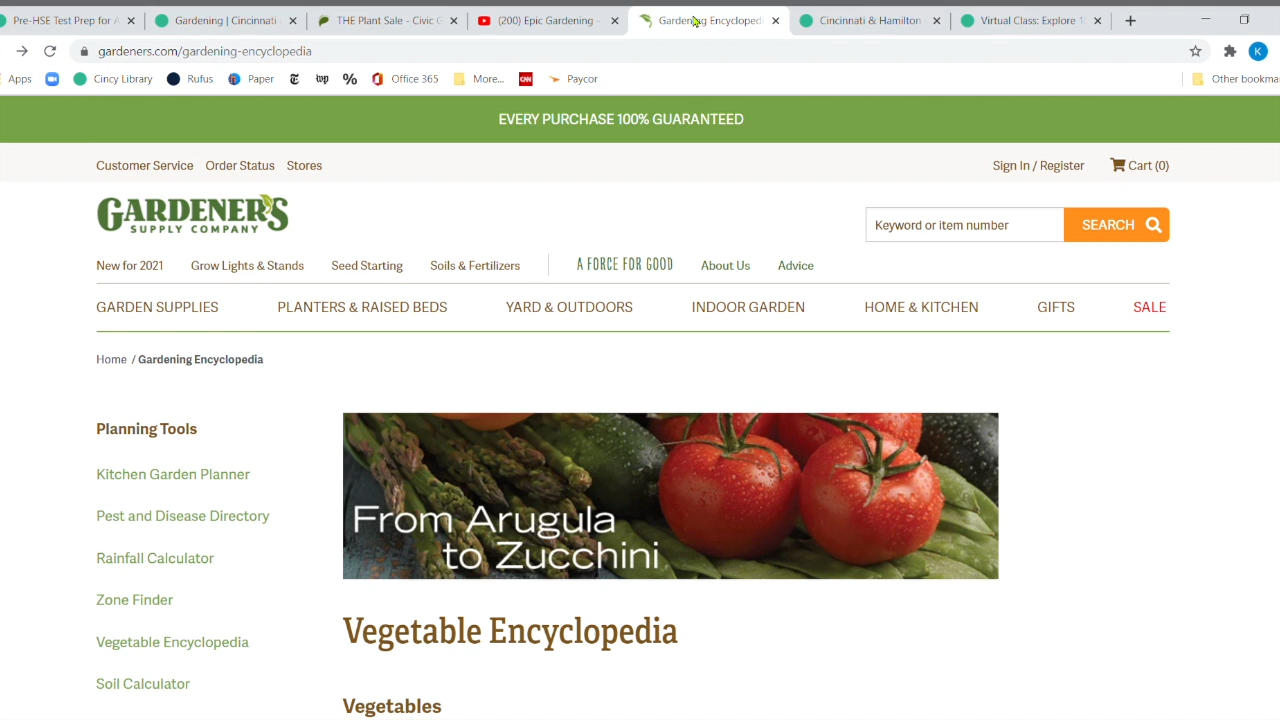 Pre-HSE Test Prep for A
Gardening | Cincinnati
THE Plant Sale - Civic G
(200) Epic Gardening -
Gardening Encyclopedi
Cincinnati & Hamilton
Virtual Class: Explore 1
gardeners.com/gardening-encyclopedia
K
Apps
Cincy Library
Rufus
Paper
wp
%
Office 365
More...
CNN
Paycor
Other bookma
EVERY PURCHASE 100% GUARANTEED
Customer Service
Order Status
Stores
Sign In / Register
Cart (0)
GARDENER'S
SUPPLY COMPANY
Keyword or item number
SEARCH
New for 2021
Grow Lights & Stands
Seed Starting
Soils & Fertilizers
A FORCE FOR GOOD
About Us
Advice
GARDEN SUPPLIES
PLANTERS & RAISED BEDS
YARD & OUTDOORS
INDOOR GARDEN
HOME & KITCHEN
GIFTS
SALE
Home / Gardening Encyclopedia
Planning Tools
Kitchen Garden Planner
Pest and Disease Directory
Rainfall Calculator
Zone Finder
Vegetable Encyclopedia
Soil Calculator
From Arugula
to Zucchini
Vegetable Encyclopedia
Vegetables